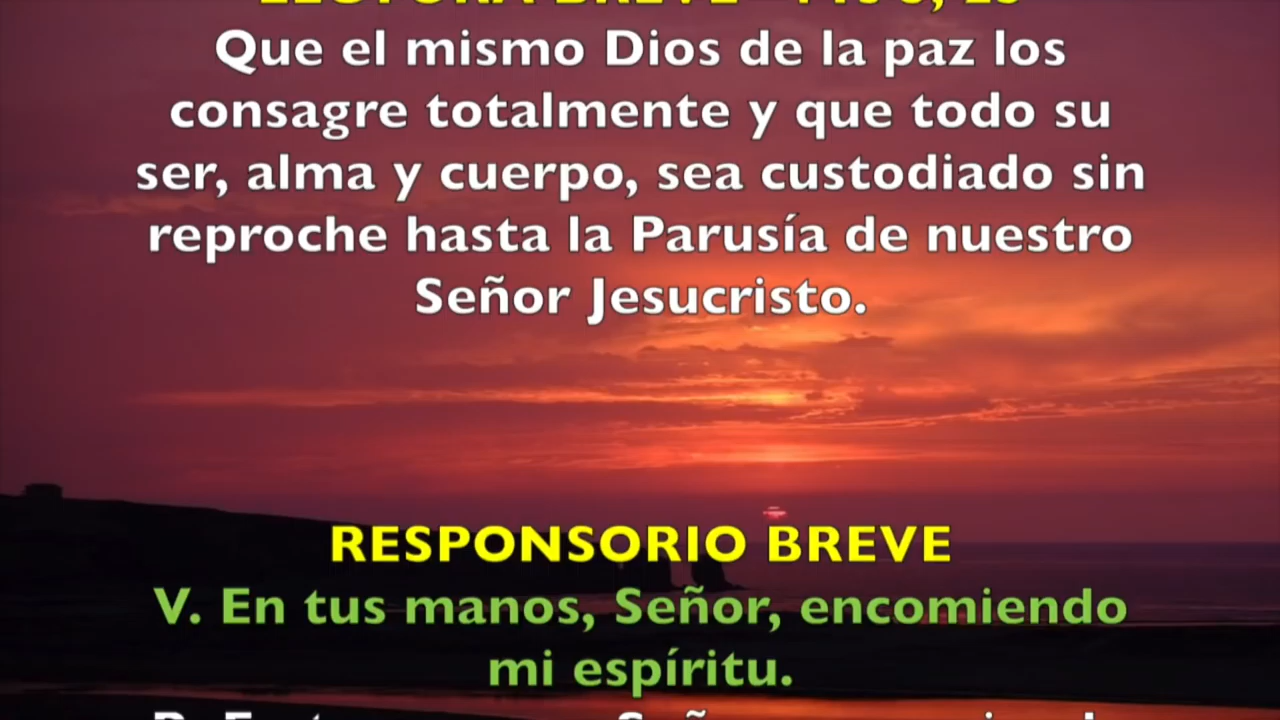 Que el mismo Dios de la paz los
consagre totalmente y que todo su
ser, alma y cuerpo, sea custodiado sin
reproche hasta la Parusía de nuestro
Señor Jesucristo.
RESPONSORIO BREVE
V. En tus manos, Señor, encomiendo
mi espíritu.